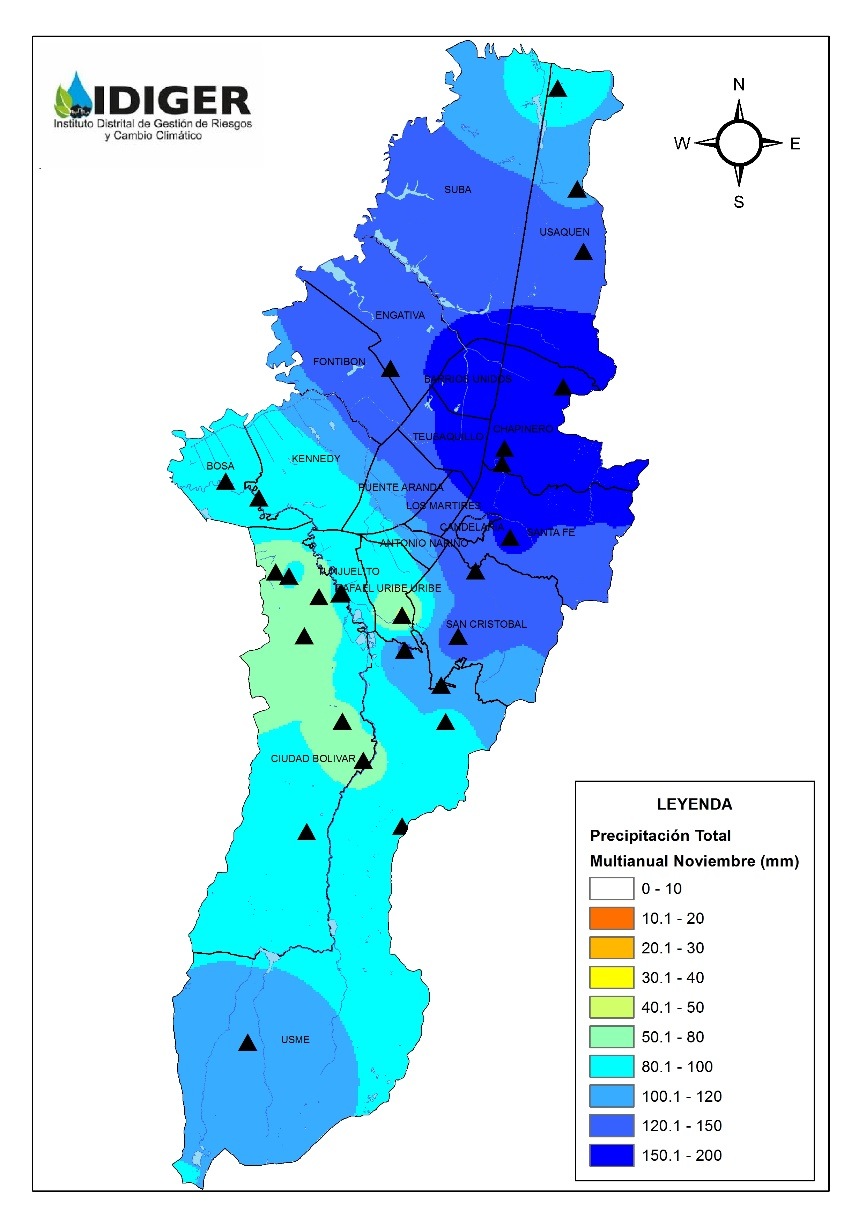 IDIGER
Instituto Distrital de Gestión de Riesgos
y Cambio Climático
N
W
E
S
SUBA
USAQUEN
ENGATIVA
FONTIBON
BARRIOS UNIDOS
CHAPINERO
TEUSAQUILLO
KENNEDY
BOSA
PUENTE ARANDA
LOS MARTIRES
CANDELARIA
SANTA FE
ANTONIO NARIÑO
TUNJUELITO
RAFAEL URIBE URIBE
SAN CRISTOBAL
CIUDAD BOLIVAR
USME
LEYENDA
Precipitación Total
Multianual Noviembre (mm)
0 - 10
10.1 - 20
20.1 - 30
30.1 - 40
40.1 - 50
50.1 - 80
80.1 - 100
100.1 - 120
120.1 - 150
150.1 - 200